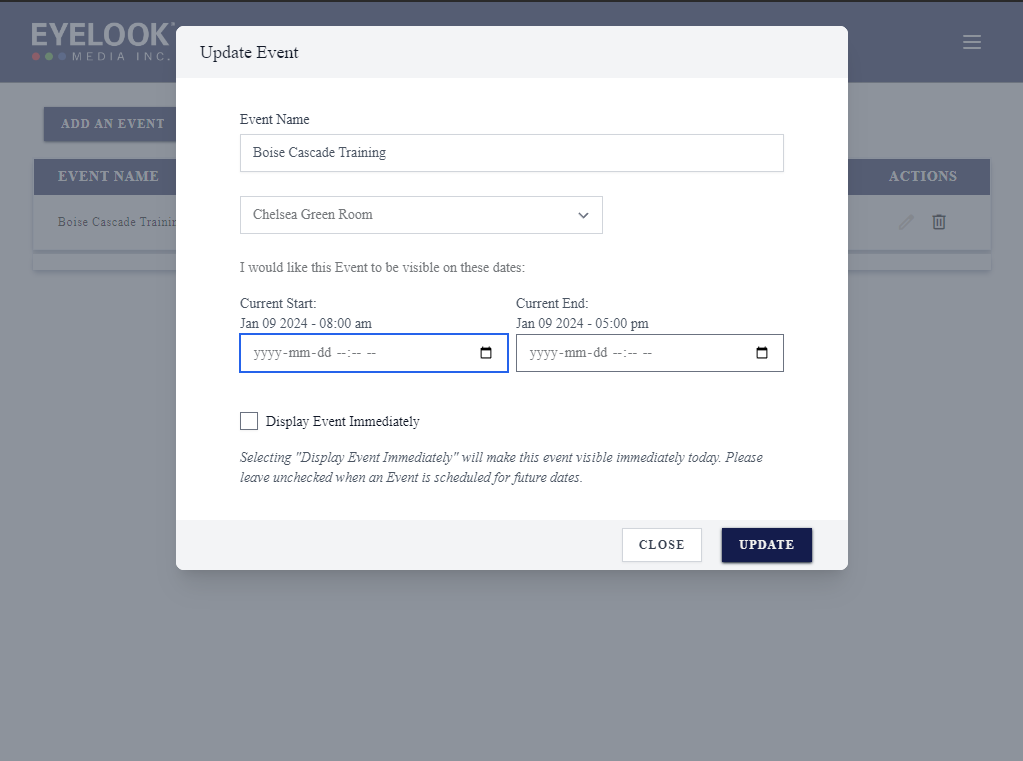 EYELOOK
MEDIA INC.
Update Event
ADD AN EVENT
EVENT NAME
ACTIONS
Boise Cascade Trainin
Event Name
Boise Cascade Training
Chelsea Green Room
I would like this Event to be visible on these dates:
Current Start: Current End:
Jan 09 2024 - 08:00 am Jan 09 2024 - 05:00 pm
yyyy-mm-dd --:-- -- yyyy-mm-dd --:-- --
Display Event Immediately
Selecting "Display Event Immediately" will make this event visible immediately today. Please
leave unchecked when an Event is scheduled for future dates.
CLOSE UPDATE